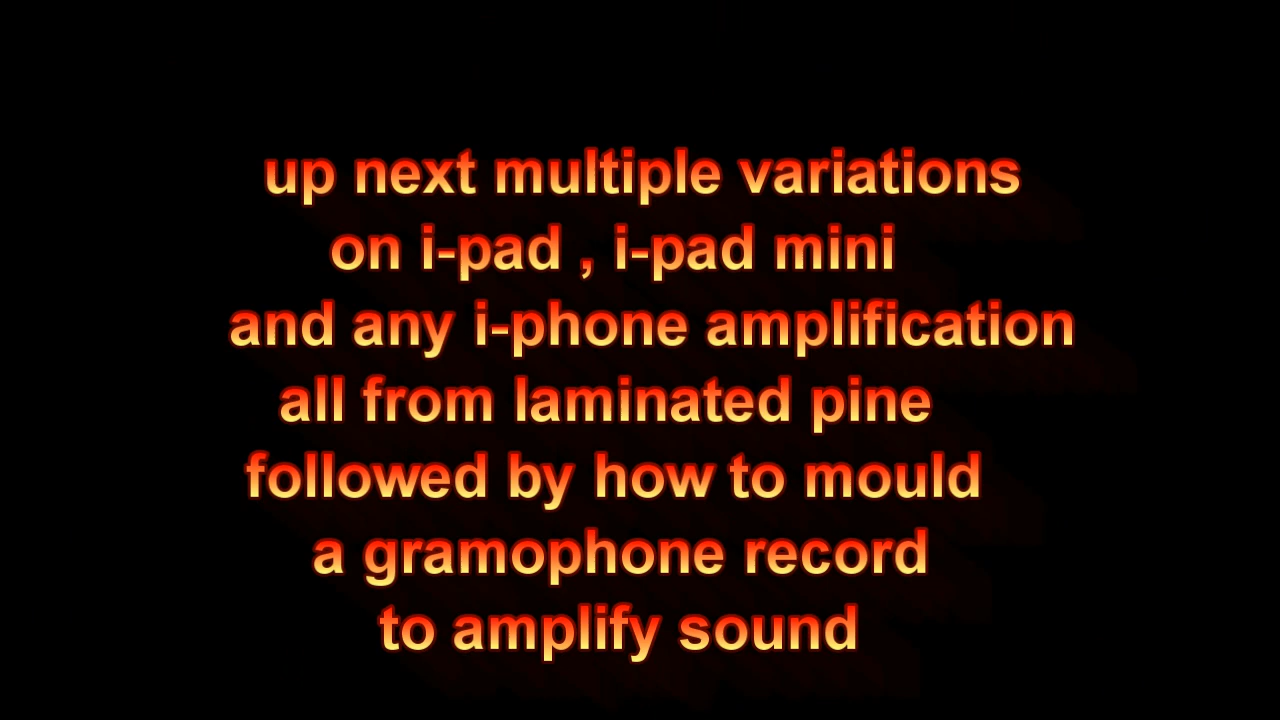 up next multiple variations
on i-pad , i-pad mini
and any i-phone amplification
all from laminated pine
followed by how to mould
a gramophone record
to amplify sound